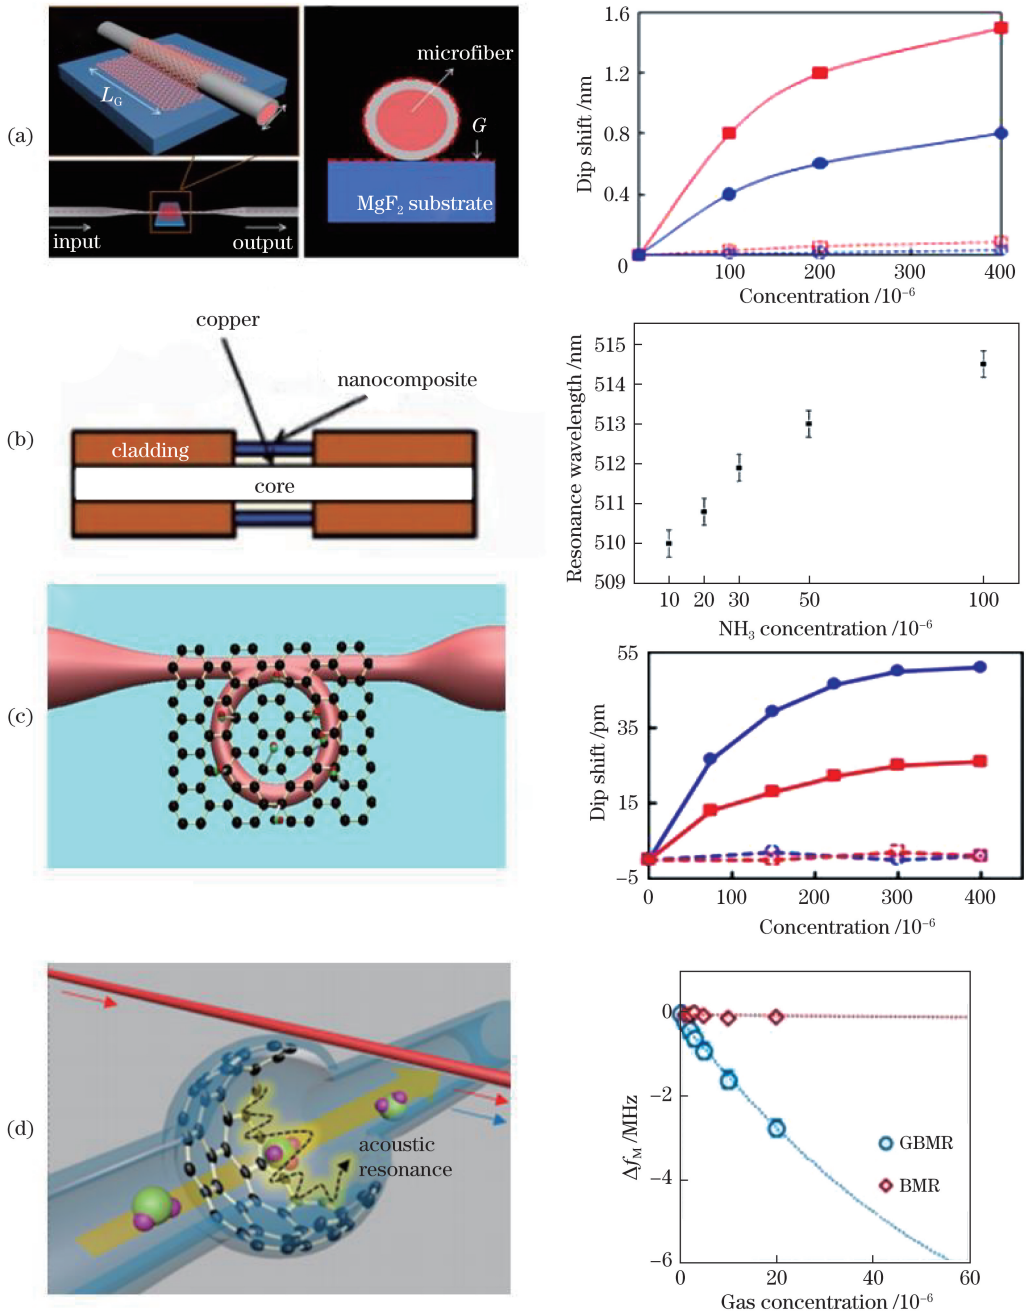 (a)
L_G
input
output
microfiber
G
MgF₂ substrate
Dip shift /nm
1.6
1.2
0.8
0.4
0
100
200
300
400
Concentration /10⁻⁶
(b)
copper
nanocomposite
cladding
core
Resonance wavelength /nm
515
514
513
512
511
510
509
10
20
30
50
100
NH₃ concentration /10⁻⁶
(c)
Dip shift /pm
55
35
15
−5
0
100
200
300
400
Concentration /10⁻⁶
(d)
acoustic
resonance
Δf_M /MHz
0
−2
−4
−6
GBMR
BMR
0
20
40
60
Gas concentration /10⁻⁶